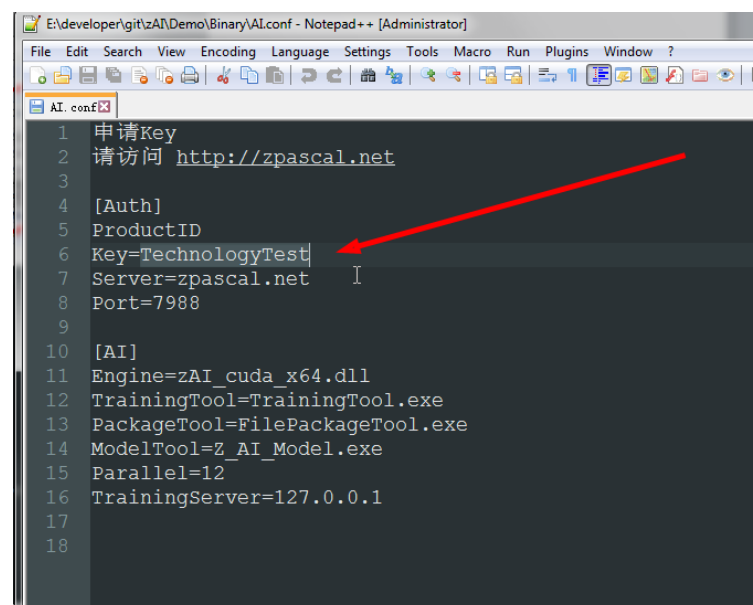 E:\developer\git\zAI\Demo\Binary\AI.conf - Notepad++ [Administrator]
File Edit Search View Encoding Language Settings Tools Macro Run Plugins Window ?
AI.conf
1 申请Key
2 请访问 http://zpascal.net
3
4 [Auth]
5 ProductID
6 Key=TechnologyTest
7 Server=zpascal.net
8 Port=7988
9
10 [AI]
11 Engine=zAI_cuda_x64.dll
12 TrainingTool=TrainingTool.exe
13 PackageTool=FilePackageTool.exe
14 ModelTool=Z_AI_Model.exe
15 Parallel=12
16 TrainingServer=127.0.0.1
17
18